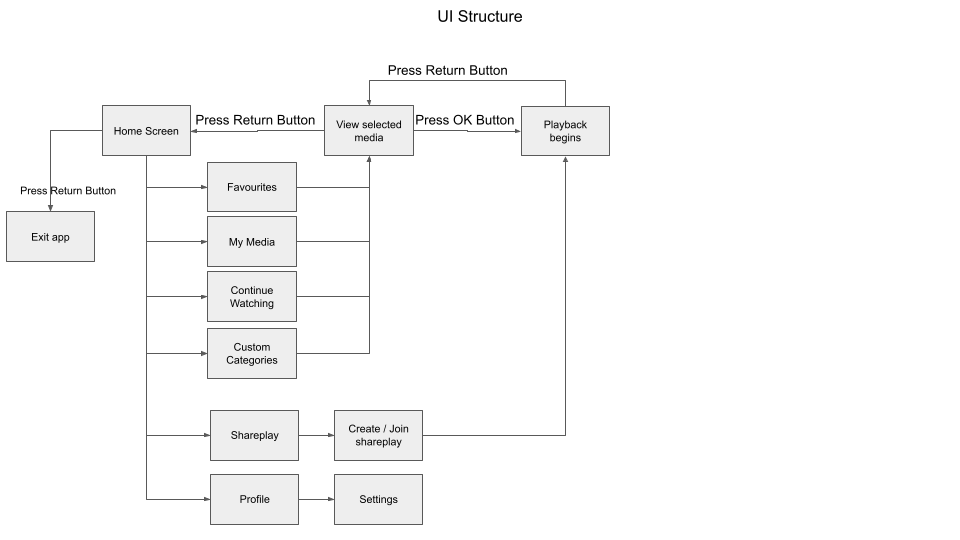 UI Structure
Press Return Button
Home Screen
Press Return Button
View selected
media
Press OK Button
Playback
begins
Press Return Button
Exit app
Favourites
My Media
Continue
Watching
Custom
Categories
Shareplay
Create / Join
shareplay
Profile
Settings